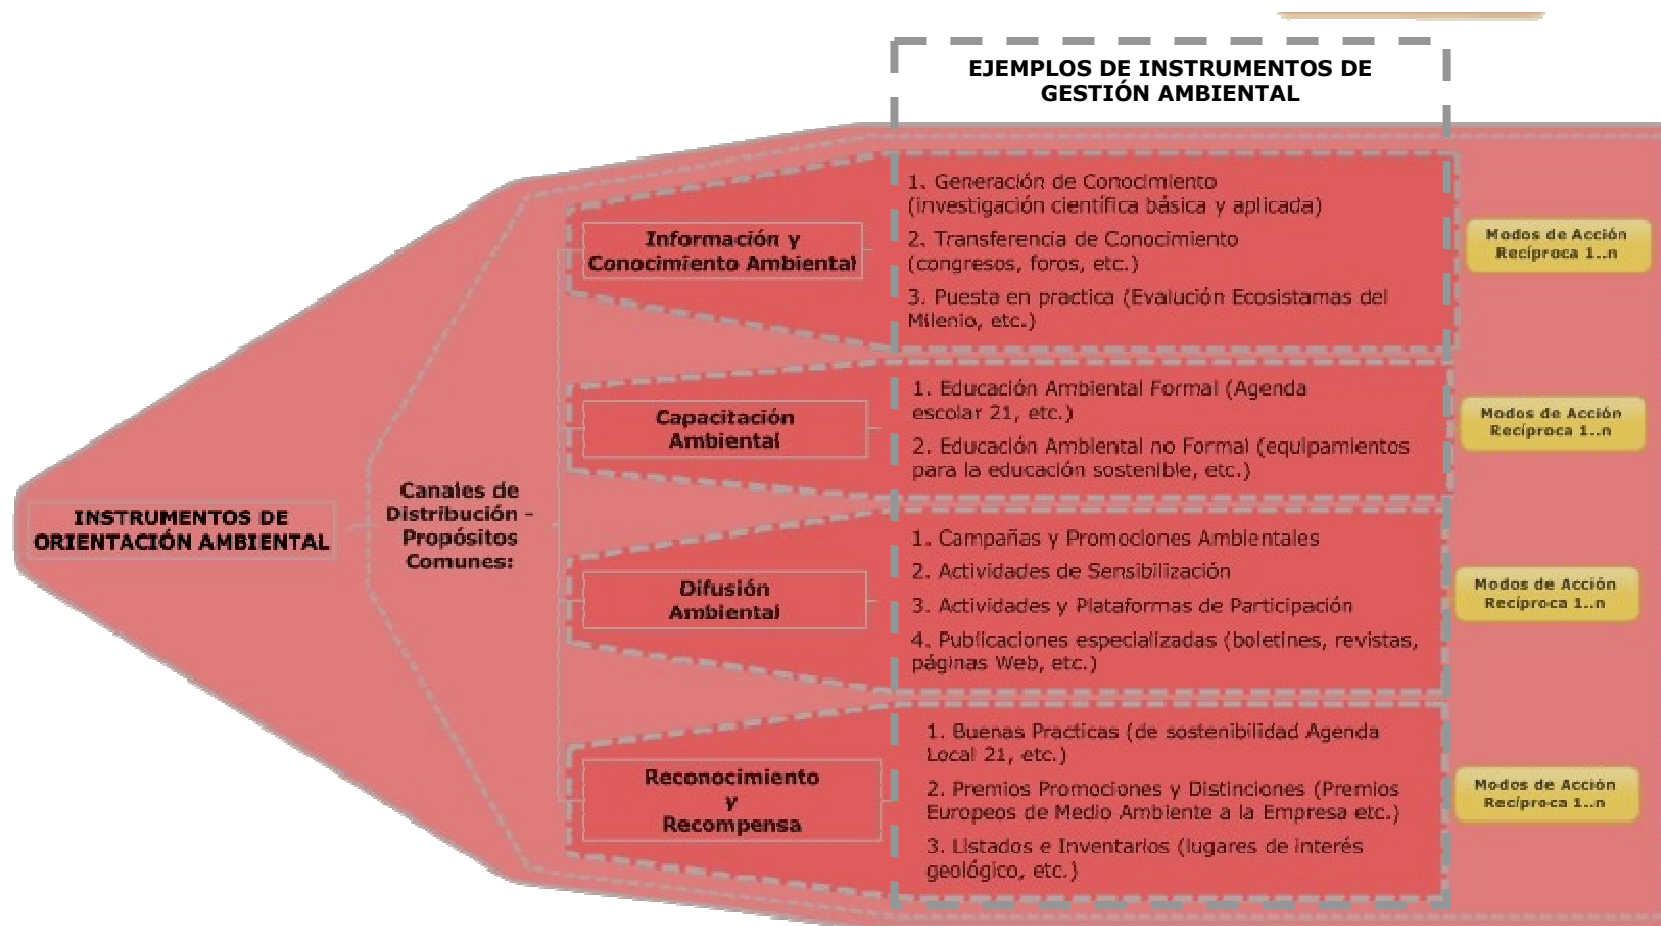 EJEMPLOS DE INSTRUMENTOS DE
GESTIÓN AMBIENTAL
INSTRUMENTOS DE
ORIENTACIÓN AMBIENTAL
Canales de
Distribución -
Propósitos
Comunes:
Información y
Conocimiento Ambiental
1. Generación de Conocimiento
(investigación científica básica y aplicada)
2. Transferencia de Conocimiento
(congresos, foros, etc.)
3. Puesta en practica (Evalución Ecosistamas del
Milenio, etc.)
Modos de Acción
Recíproca 1..n
Capacitación
Ambiental
1. Educación Ambiental Formal (Agenda
escolar 21, etc.)
2. Educación Ambiental no Formal (equipamientos
para la educación sostenible, etc.)
Modos de Acción
Recíproca 1..n
Difusión
Ambiental
1. Campañas y Promociones Ambientales
2. Actividades de Sensibilización
3. Actividades y Plataformas de Participación
4. Publicaciones especializadas (boletines, revistas,
páginas Web, etc.)
Modos de Acción
Recíproca 1..n
Reconocimiento
y
Recompensa
1. Buenas Practicas (de sostenibilidad Agenda
Local 21, etc.)
2. Premios Promociones y Distinciones (Premios
Europeos de Medio Ambiente a la Empresa etc.)
3. Listados e Inventarios (lugares de interés
geológico, etc.)
Modos de Acción
Recíproca 1..n